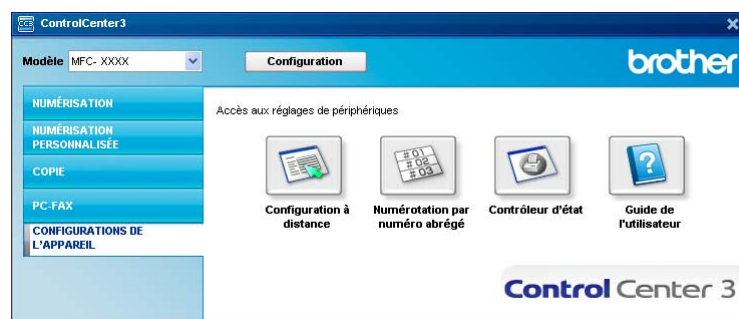 ControlCenter3
Modèle MFC- XXXX Configuration brother
NUMÉRISATION
NUMÉRISATION
PERSONNALISÉE
COPIE
PC-FAX
CONFIGURATIONS DE
L'APPAREIL
Accès aux réglages de périphériques
# 01
# 02
# 03
?
Configuration à
distance
Numérotation par
numéro abrégé
Contrôleur d'état
Guide de
l'utilisateur
Control Center 3